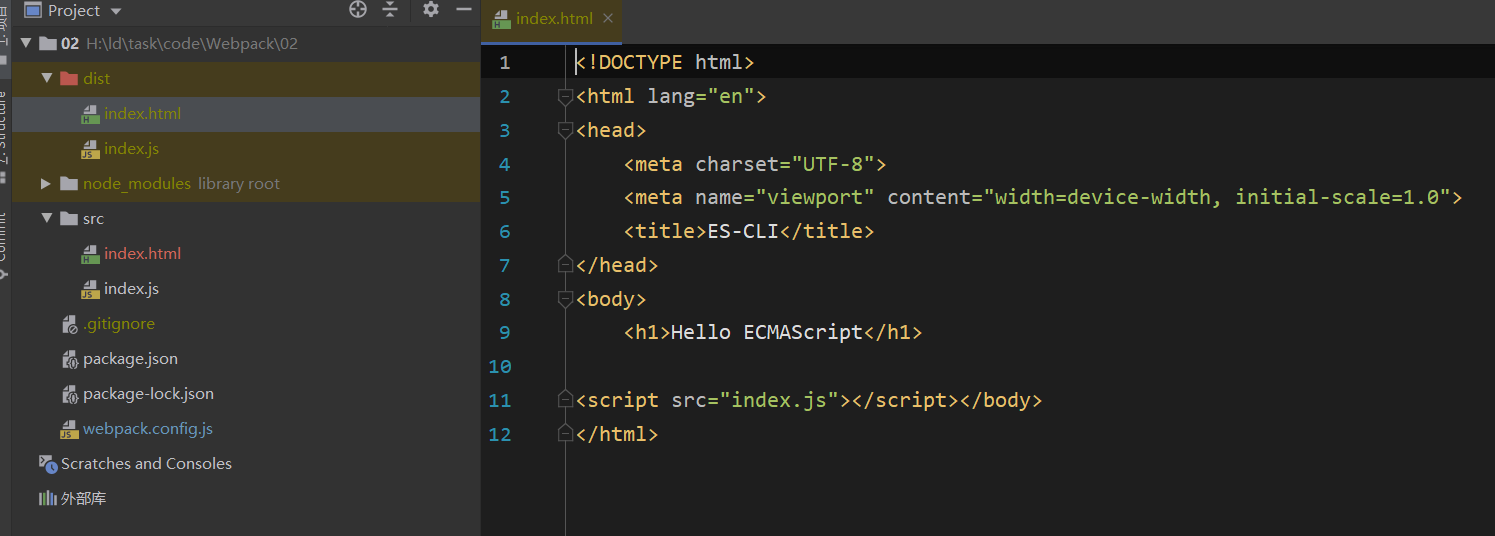 Project
02 H:\ld\task\code\Webpack\02
dist
index.html
index.js
node_modules library root
src
index.html
index.js
.gitignore
package.json
package-lock.json
webpack.config.js
Scratches and Consoles
外部库
index.html
1 <!DOCTYPE html>
2 <html lang="en">
3 <head>
4 <meta charset="UTF-8">
5 <meta name="viewport" content="width=device-width, initial-scale=1.0">
6 <title>ES-CLI</title>
7 </head>
8 <body>
9 <h1>Hello ECMAScript</h1>
10
11 <script src="index.js"></script></body>
12 </html>